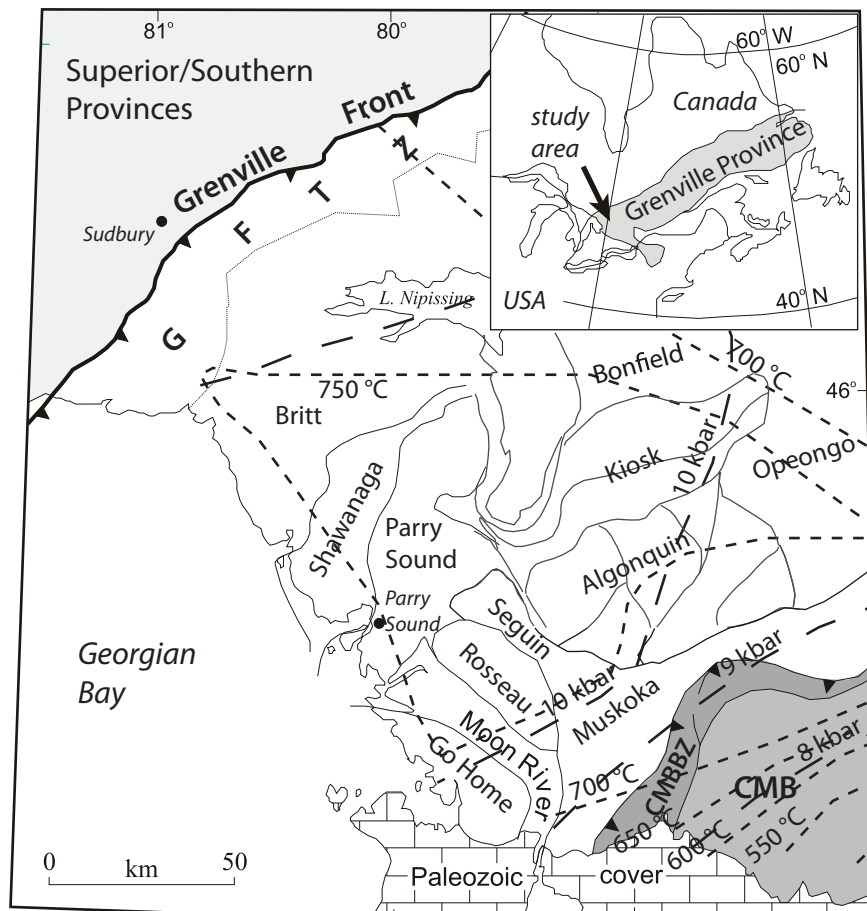 81°
80°
60° W
60° N
Superior/Southern
Provinces
Canada
study
area
Grenville Province
USA
40° N
Grenville Front
G F T Z
Sudbury
L. Nipissing
750 °C
Bonfield
700 °C
46°
Britt
Kiosk
10 kbar
Opeongo
Shawanaga
Parry
Sound
Algonquin
Parry
Sound
Seguin
Georgian
Bay
Rosseau
10 kbar
Muskoka
9 kbar
Moon River
Go Home
700 °C
CMBBZ
CMB
8 kbar
650 °C
600 °C
550 °C
0 50
km
Paleozoic cover